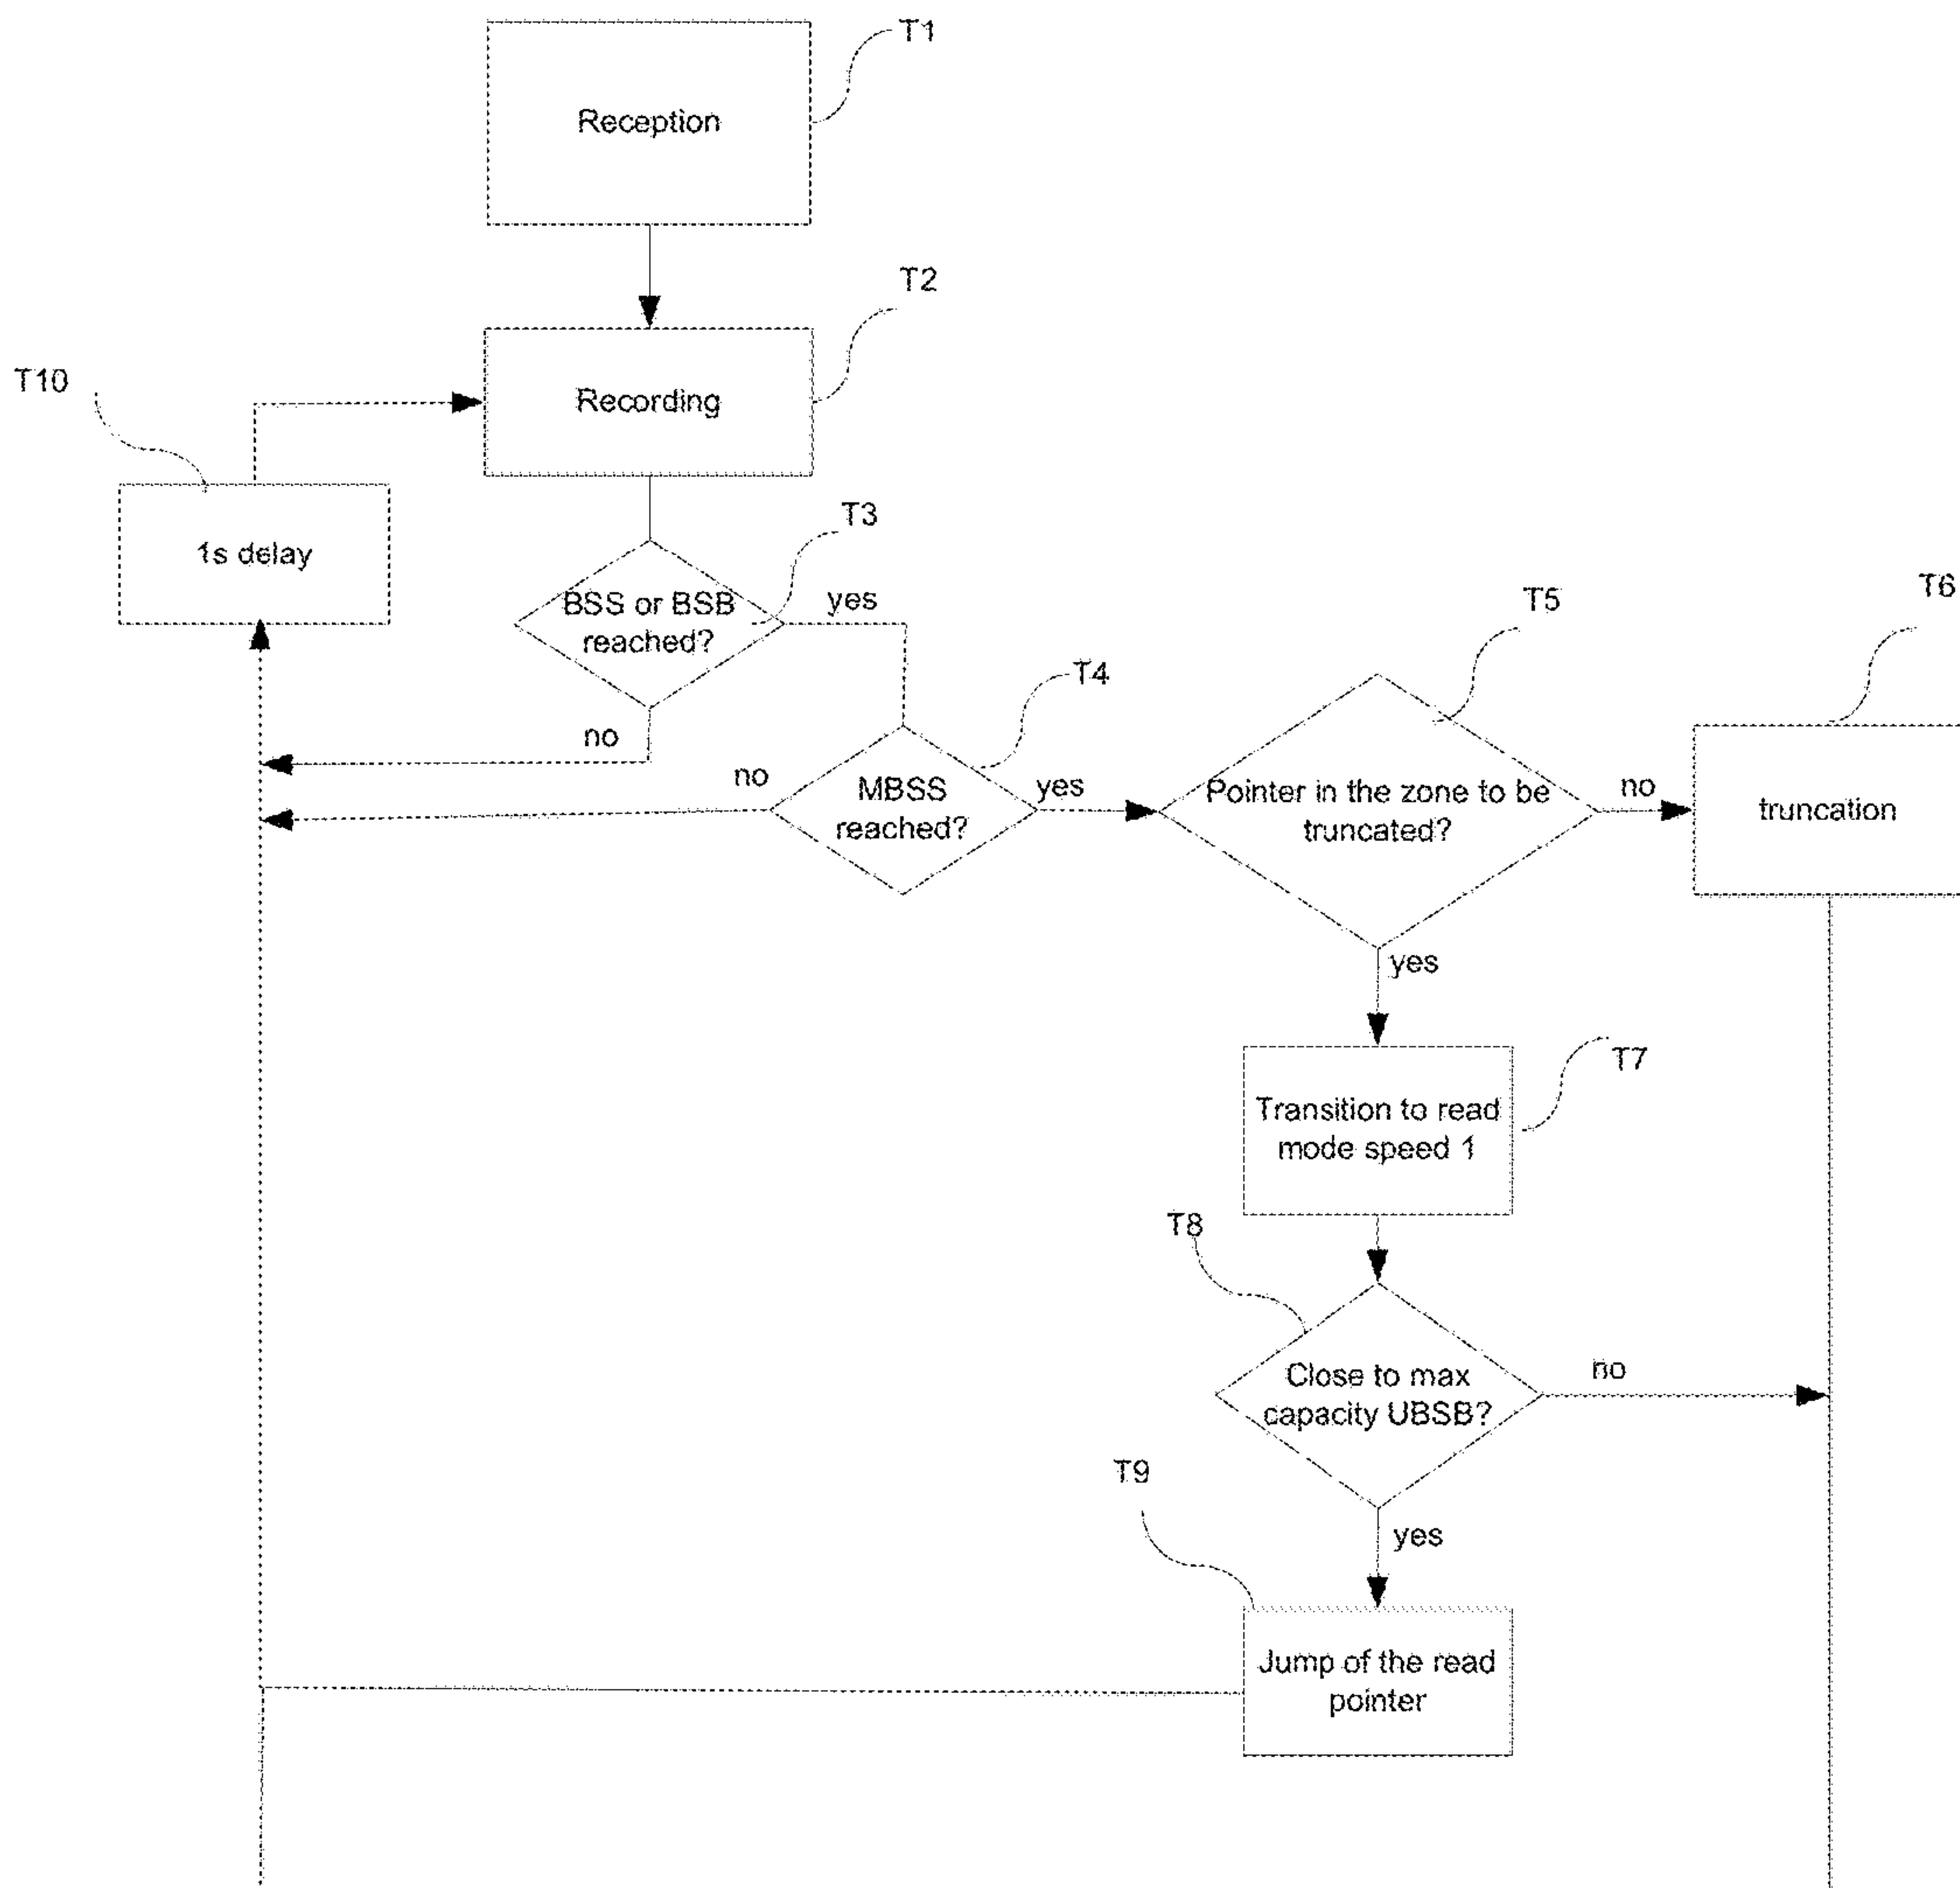 T1
Reception
T2
Recording
T10
1s delay
T3
BSS or BSB
reached?
yes
no
T4
MBSS
reached?
no
yes
T5
Pointer in the zone to be
truncated?
no
T6
truncation
yes
T7
Transition to read
mode speed 1
T8
Close to max
capacity UBSB?
no
yes
T9
Jump of the read
pointer